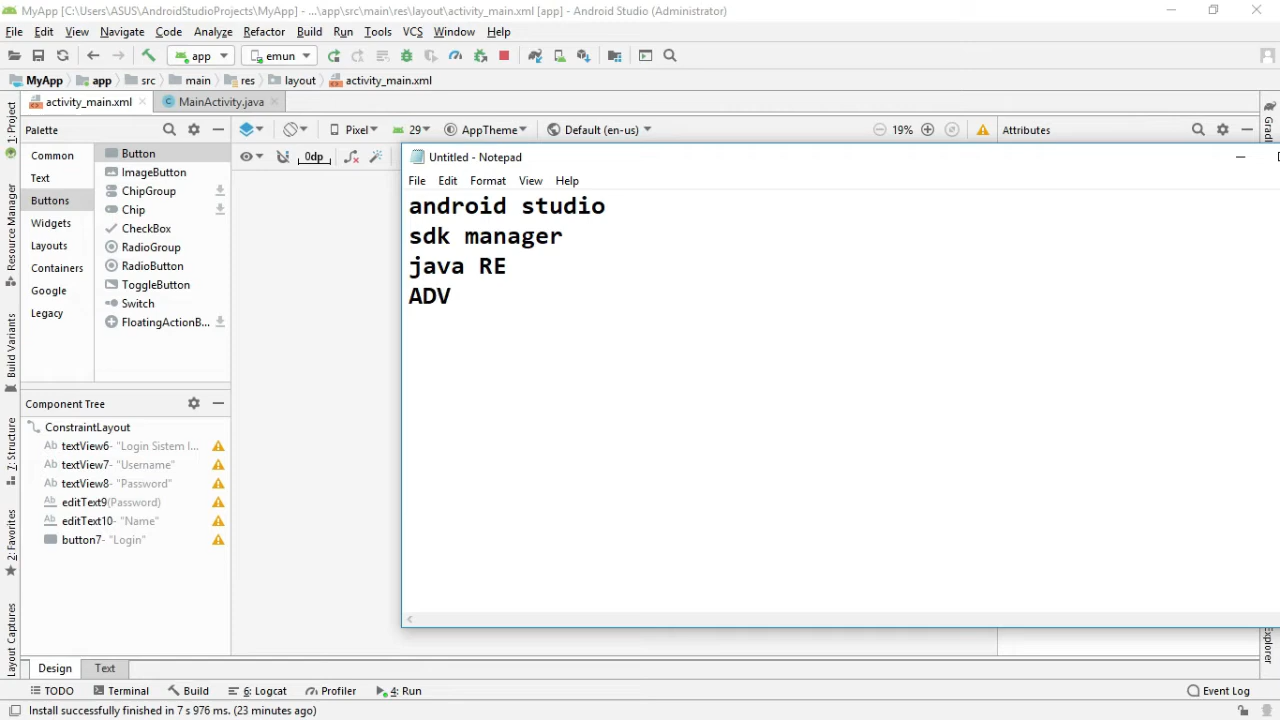 MyApp [C:\Users\ASUS\AndroidStudioProjects\MyApp] - ...\app\src\main\res\layout\activity_main.xml [app] - Android Studio (Administrator)
File Edit View Navigate Code Analyze Refactor Build Run Tools VCS Window Help
app emun
MyApp app src main res layout activity_main.xml
activity_main.xml MainActivity.java
1: Project
Resource Manager
Build Variants
Z: Structure
2: Favorites
Layout Captures
Palette
Common
Text
Buttons
Widgets
Layouts
Containers
Google
Legacy
Button
ImageButton
ChipGroup
Chip
CheckBox
RadioGroup
RadioButton
ToggleButton
Switch
FloatingActionB...
Pixel 29 AppTheme Default (en-us) 19% Attributes
0dp
Untitled - Notepad
File Edit Format View Help
android studio
sdk manager
java RE
ADV
Component Tree
ConstraintLayout
Ab textView6- "Login Sistem I...
Ab textView7- "Username"
Ab textView8- "Password"
Ab editText9(Password)
Ab editText10- "Name"
button7- "Login"
Design Text
TODO Terminal Build 6: Logcat Profiler 4: Run Event Log
Install successfully finished in 7 s 976 ms. (23 minutes ago)